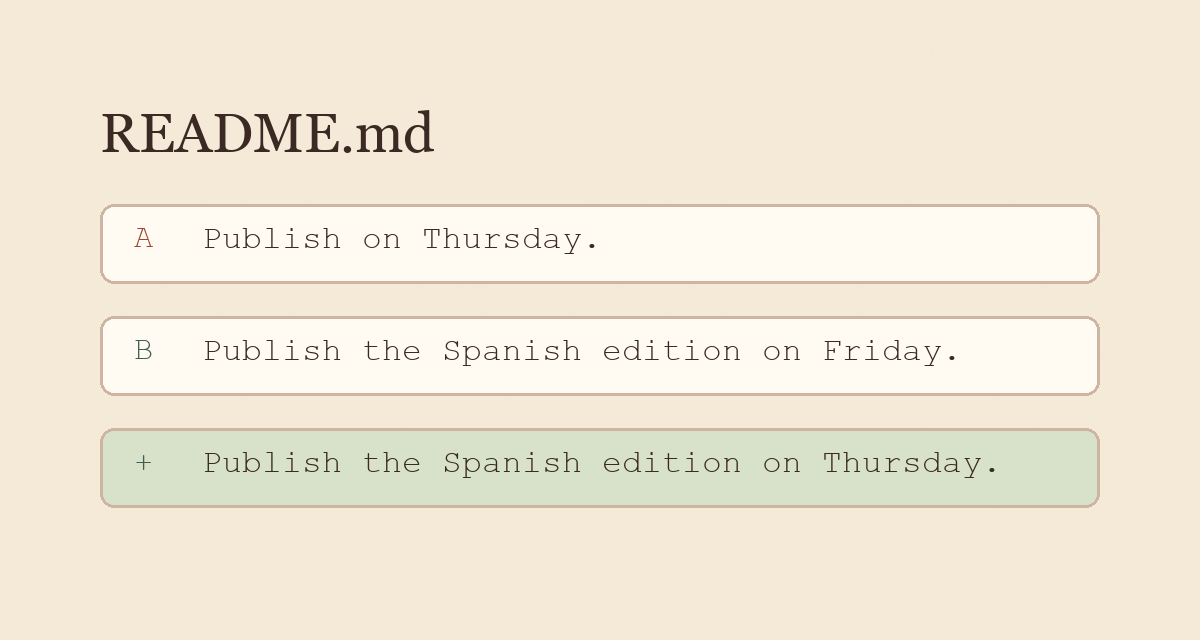 README.md
A Publish on Thursday.
B Publish the Spanish edition on Friday.
+ Publish the Spanish edition on Thursday.